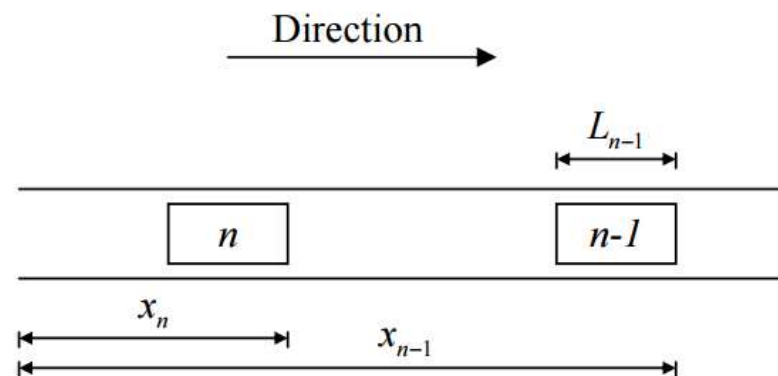 Direction
L_{n-1}
n
n-1
x_n
x_{n-1}